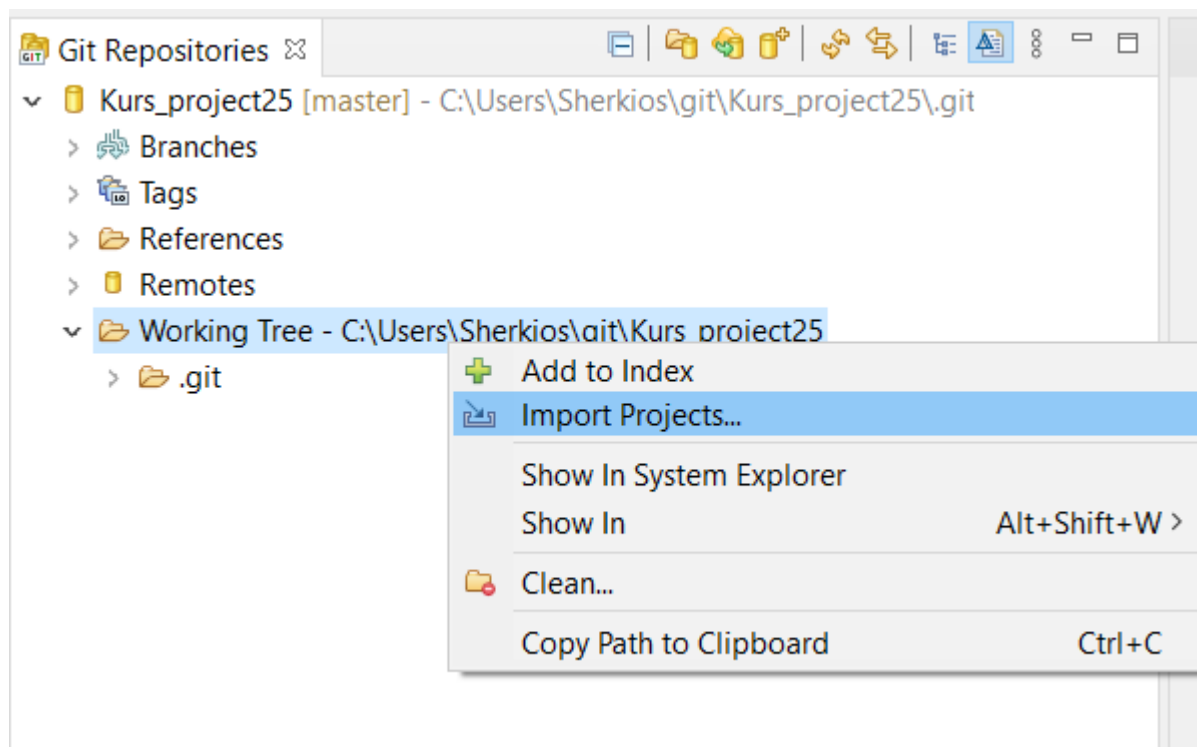 Git Repositories
Kurs_project25 [master] - C:\Users\Sherkios\git\Kurs_project25\.git
Branches
Tags
References
Remotes
Working Tree - C:\Users\Sherkios\git\Kurs_project25
.git
Add to Index
Import Projects...
Show In System Explorer
Show In Alt+Shift+W >
Clean...
Copy Path to Clipboard Ctrl+C